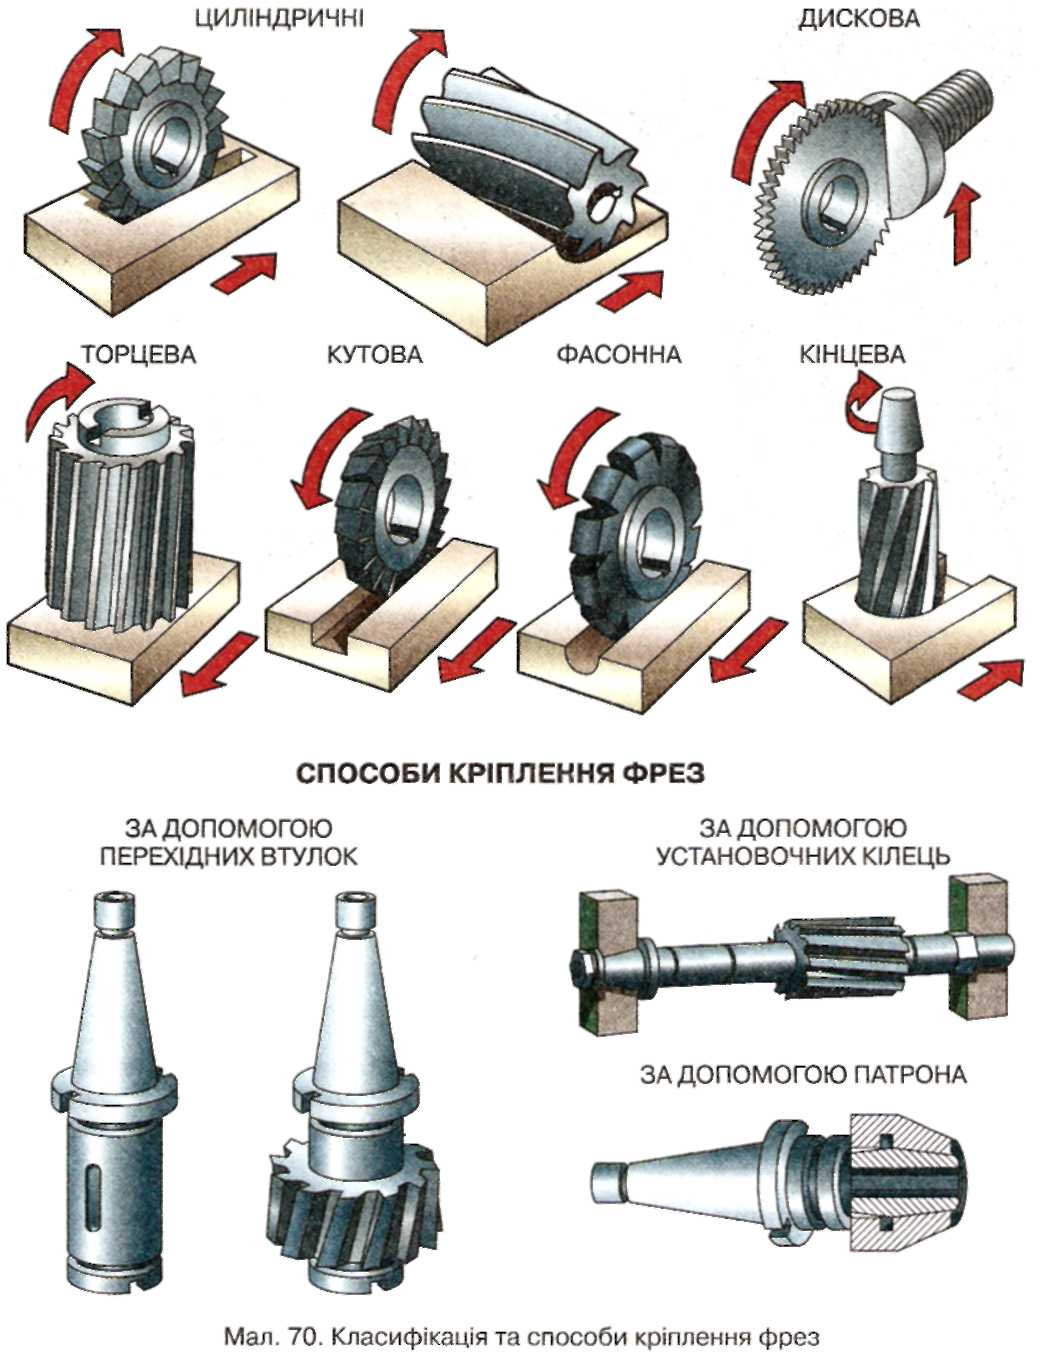 ЦИЛІНДРИЧНІ
ДИСКОВА
ТОРЦЕВА
КУТОВА
ФАСОННА
КІНЦЕВА
СПОСОБИ КРІПЛЕННЯ ФРЕЗ
ЗА ДОПОМОГОЮ
ПЕРЕХІДНИХ ВТУЛОК
ЗА ДОПОМОГОЮ
УСТАНОВОЧНИХ КІЛЕЦЬ
ЗА ДОПОМОГОЮ ПАТРОНА
Мал. 70. Класифікація та способи кріплення фрез